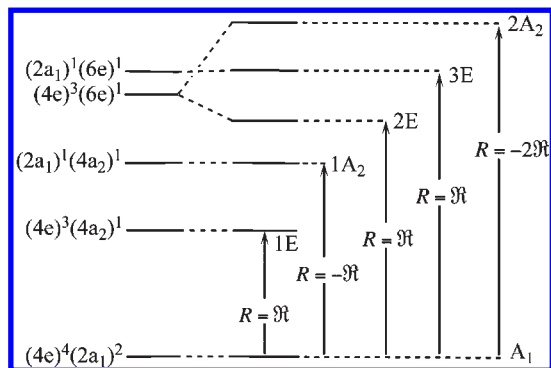 2A₂
(2a₁)¹(6e)¹
3E
(4e)³(6e)¹
2E
R = -2ℜ
(2a₁)¹(4a₂)¹
1A₂
R = ℜ
(4e)³(4a₂)¹
1E
R = ℜ
R = -ℜ
R = ℜ
(4e)⁴(2a₁)²
A₁